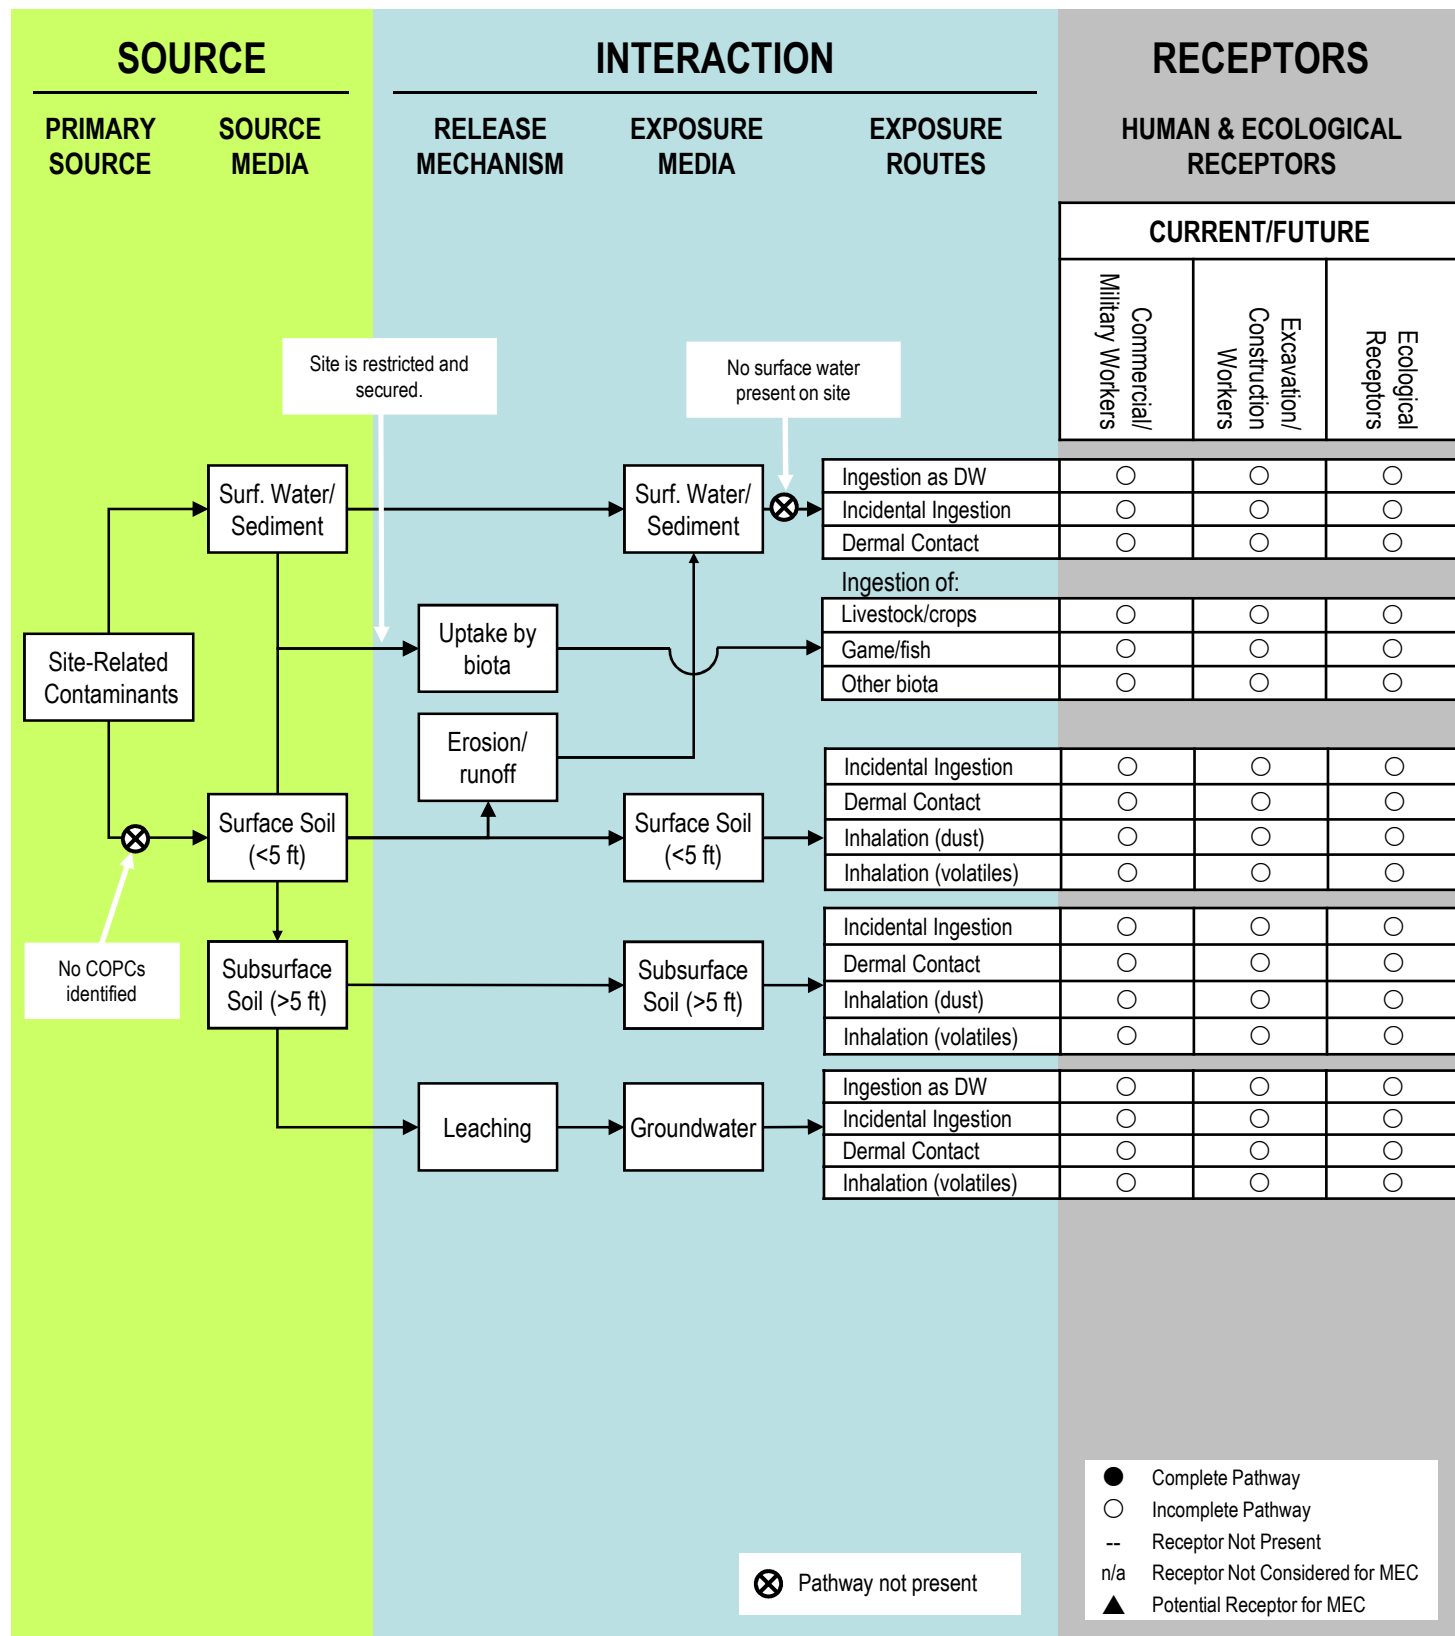 SOURCE
INTERACTION
RECEPTORS
PRIMARY
SOURCE
SOURCE
MEDIA
RELEASE
MECHANISM
EXPOSURE
MEDIA
EXPOSURE
ROUTES
HUMAN & ECOLOGICAL
RECEPTORS
CURRENT/FUTURE
Commercial/
Military Workers
Excavation/
Construction
Workers
Ecological
Receptors
Site is restricted and
secured.
No surface water
present on site
Surf. Water/
Sediment
Surf. Water/
Sediment
Ingestion as DW
Incidental Ingestion
Dermal Contact
Ingestion of:
Livestock/crops
Game/fish
Other biota
Uptake by
biota
Site-Related
Contaminants
Erosion/
runoff
Incidental Ingestion
Dermal Contact
Inhalation (dust)
Inhalation (volatiles)
Surface Soil
(<5 ft)
Surface Soil
(<5 ft)
No COPCs
identified
Subsurface
Soil (>5 ft)
Subsurface
Soil (>5 ft)
Incidental Ingestion
Dermal Contact
Inhalation (dust)
Inhalation (volatiles)
Leaching
Groundwater
Ingestion as DW
Incidental Ingestion
Dermal Contact
Inhalation (volatiles)
Pathway not present
Complete Pathway
Incomplete Pathway
-- Receptor Not Present
n/a Receptor Not Considered for MEC
Potential Receptor for MEC